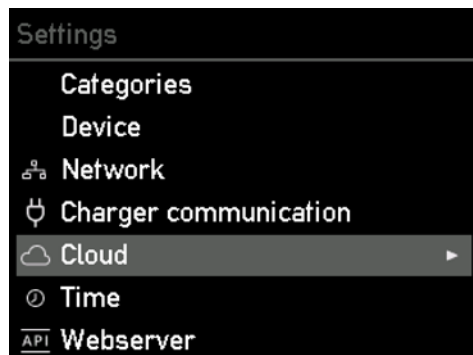 Settings
Categories
Device
Network
Charger communication
Cloud
Time
API Webserver